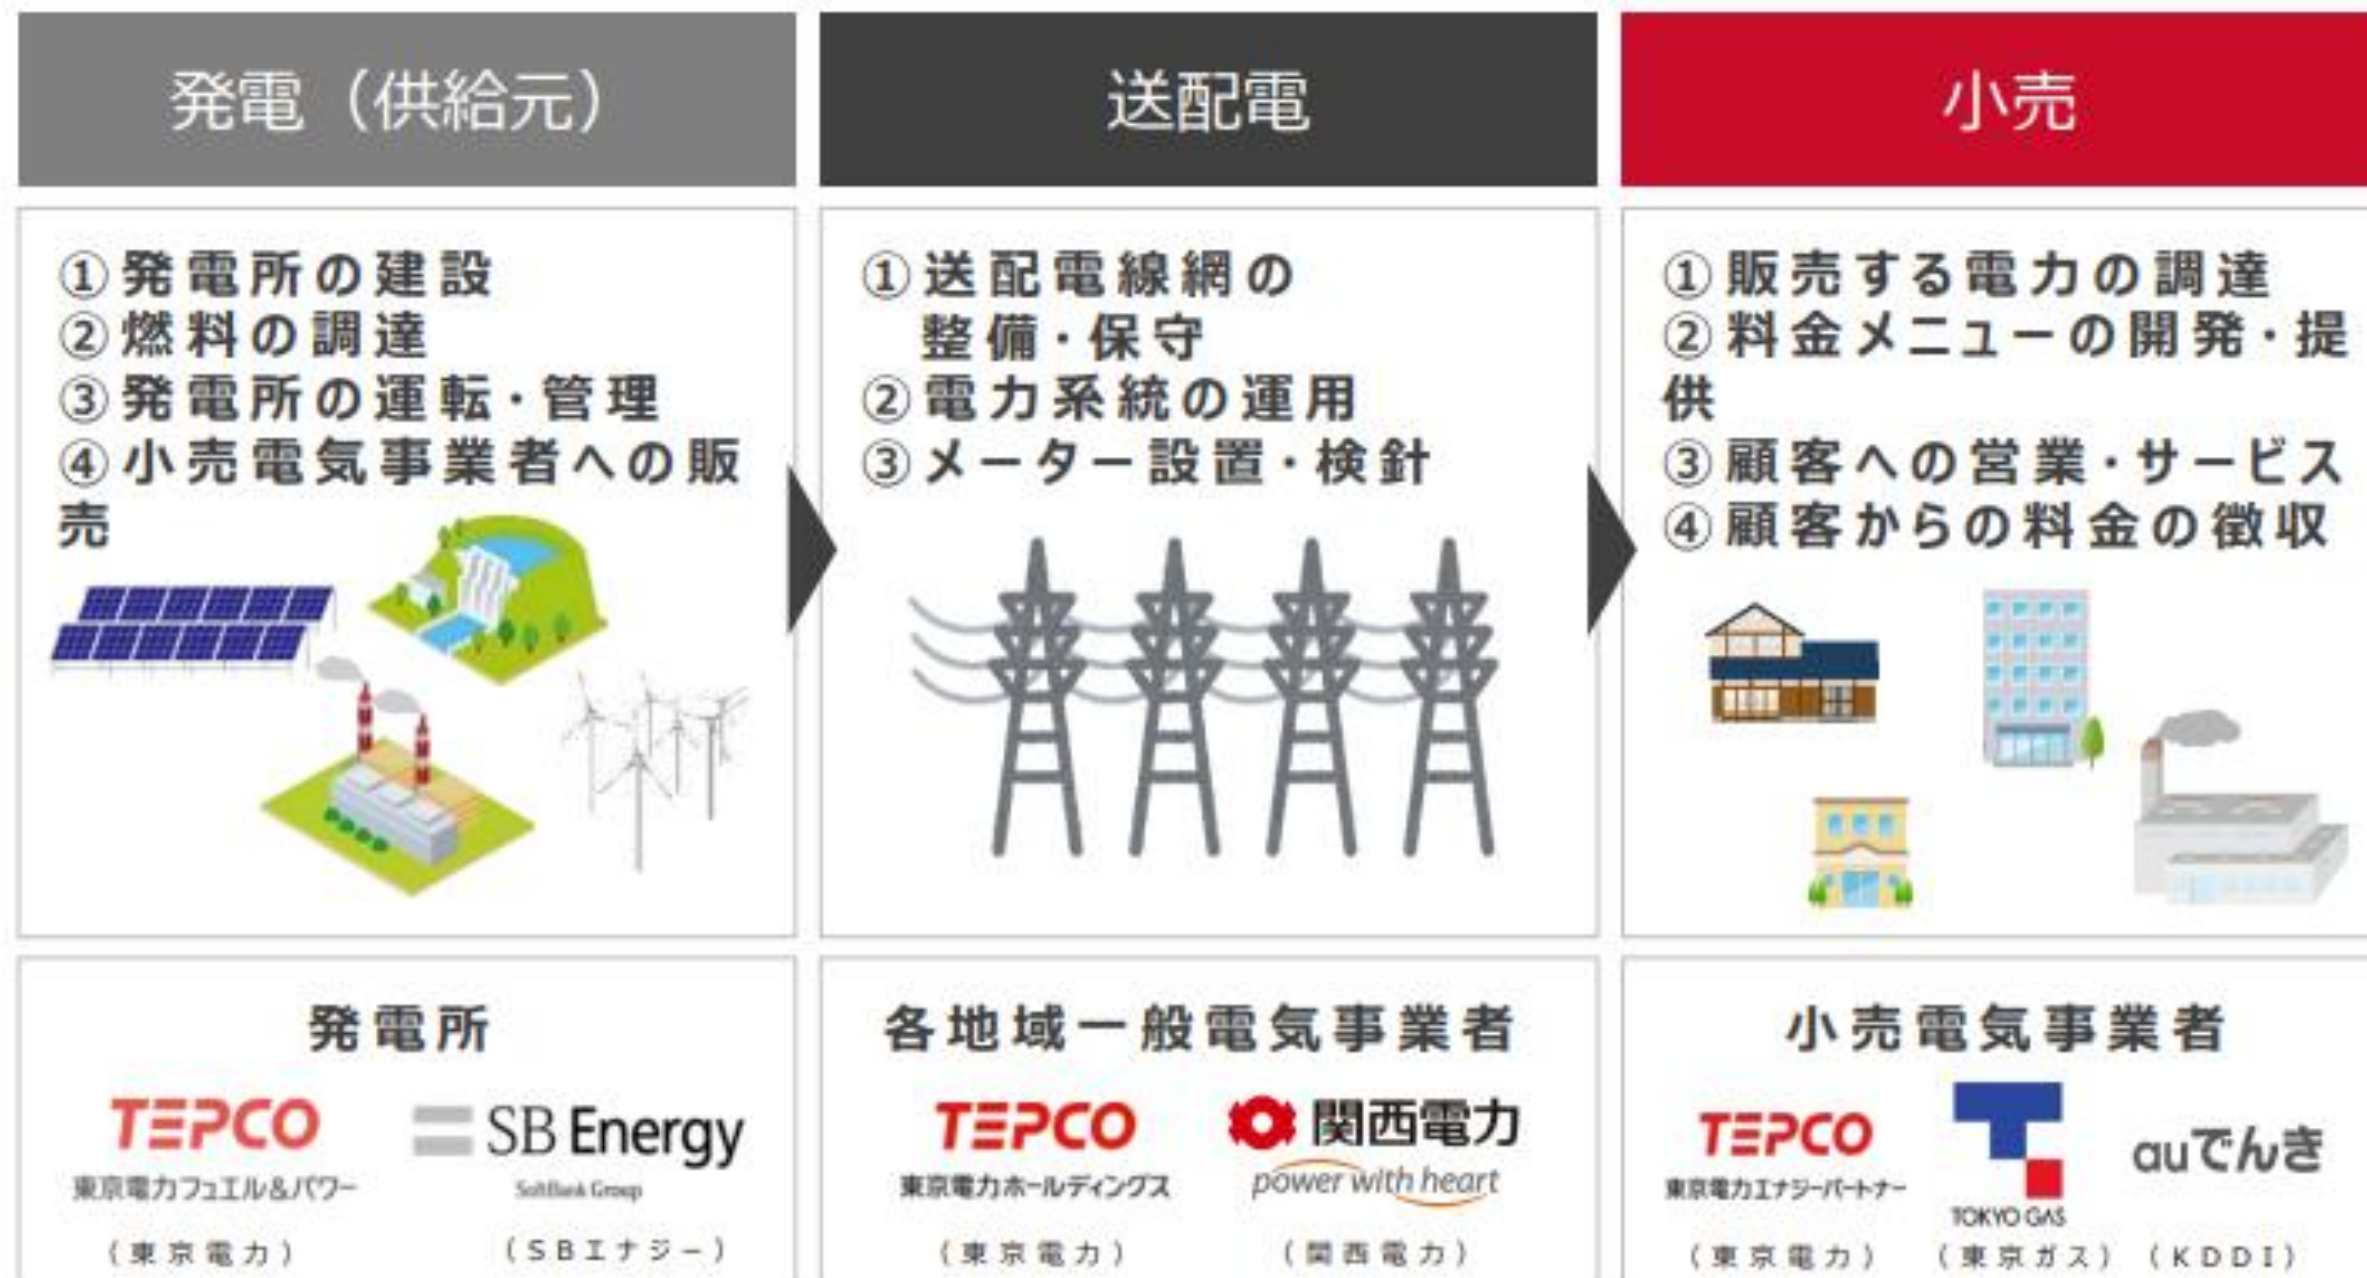 発電（供給元）
送配電
小売
①発電所の建設
②燃料の調達
③発電所の運転・管理
④小売電気事業者への販
売
①送配電線網の
整備・保守
②電力系統の運用
③メーター設置・検針
①販売する電力の調達
②料金メニューの開発・提
供
③顧客への営業・サービス
④顧客からの料金の徴収
発電所
TEPCO
東京電力フュエル&パワー
（東京電力）
SB Energy
SoftBank Group
（SBエナジー）
各地域一般電気事業者
TEPCO
東京電力ホールディングス
（東京電力）
関西電力
power with heart
（関西電力）
小売電気事業者
TEPCO
東京電力エナジーパートナー
（東京電力）
TOKYO GAS
（東京ガス）
auでんき
（KDDI）